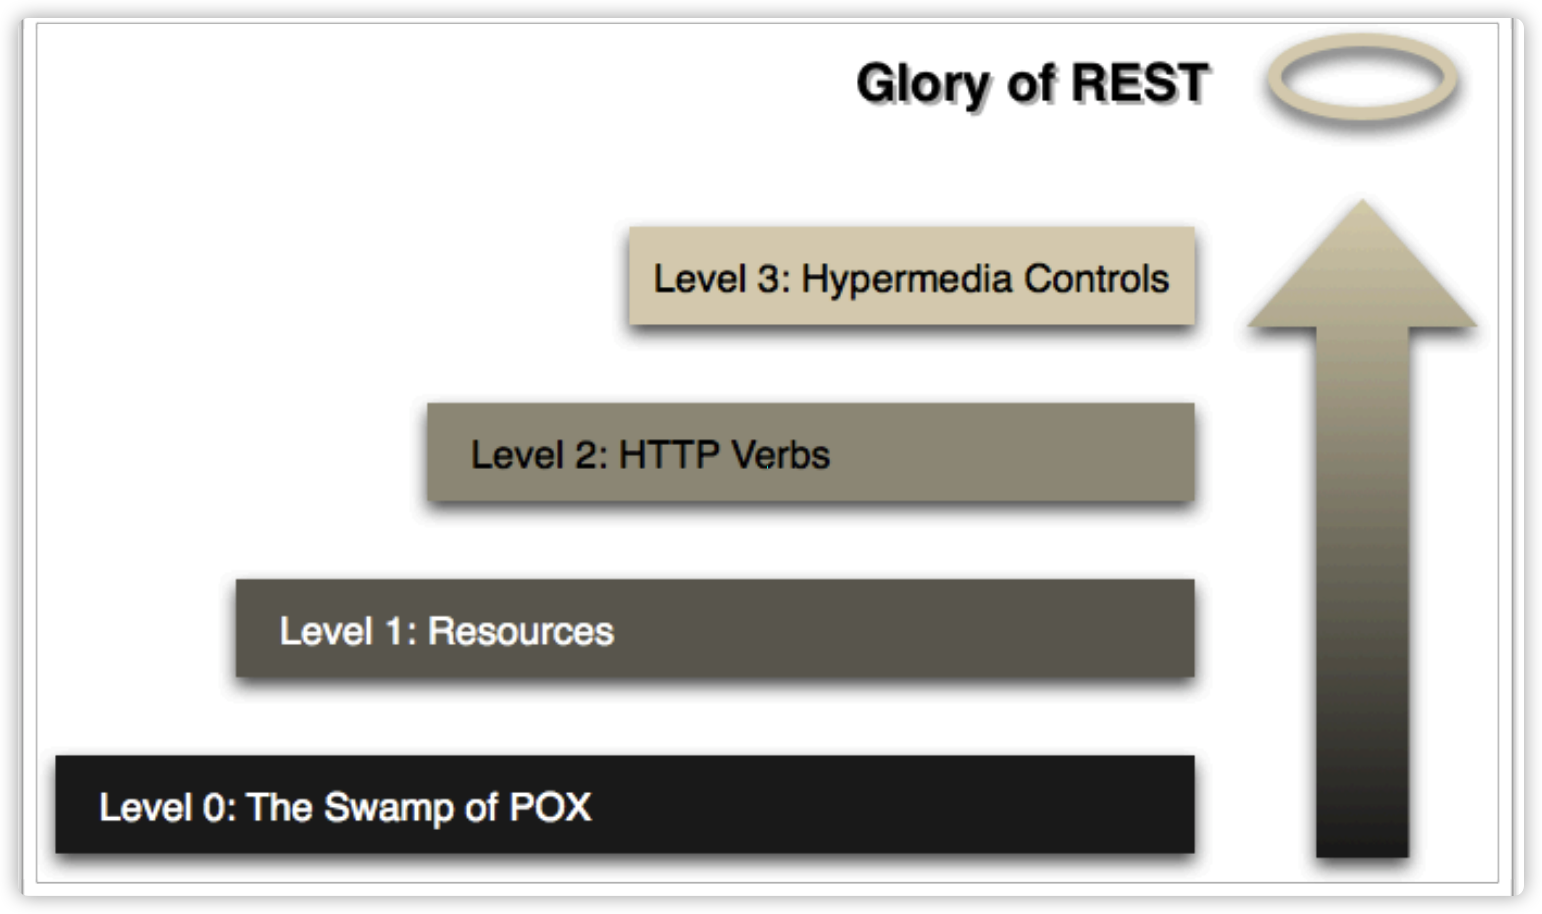 Glory of REST
Level 3: Hypermedia Controls
Level 2: HTTP Verbs
Level 1: Resources
Level 0: The Swamp of POX